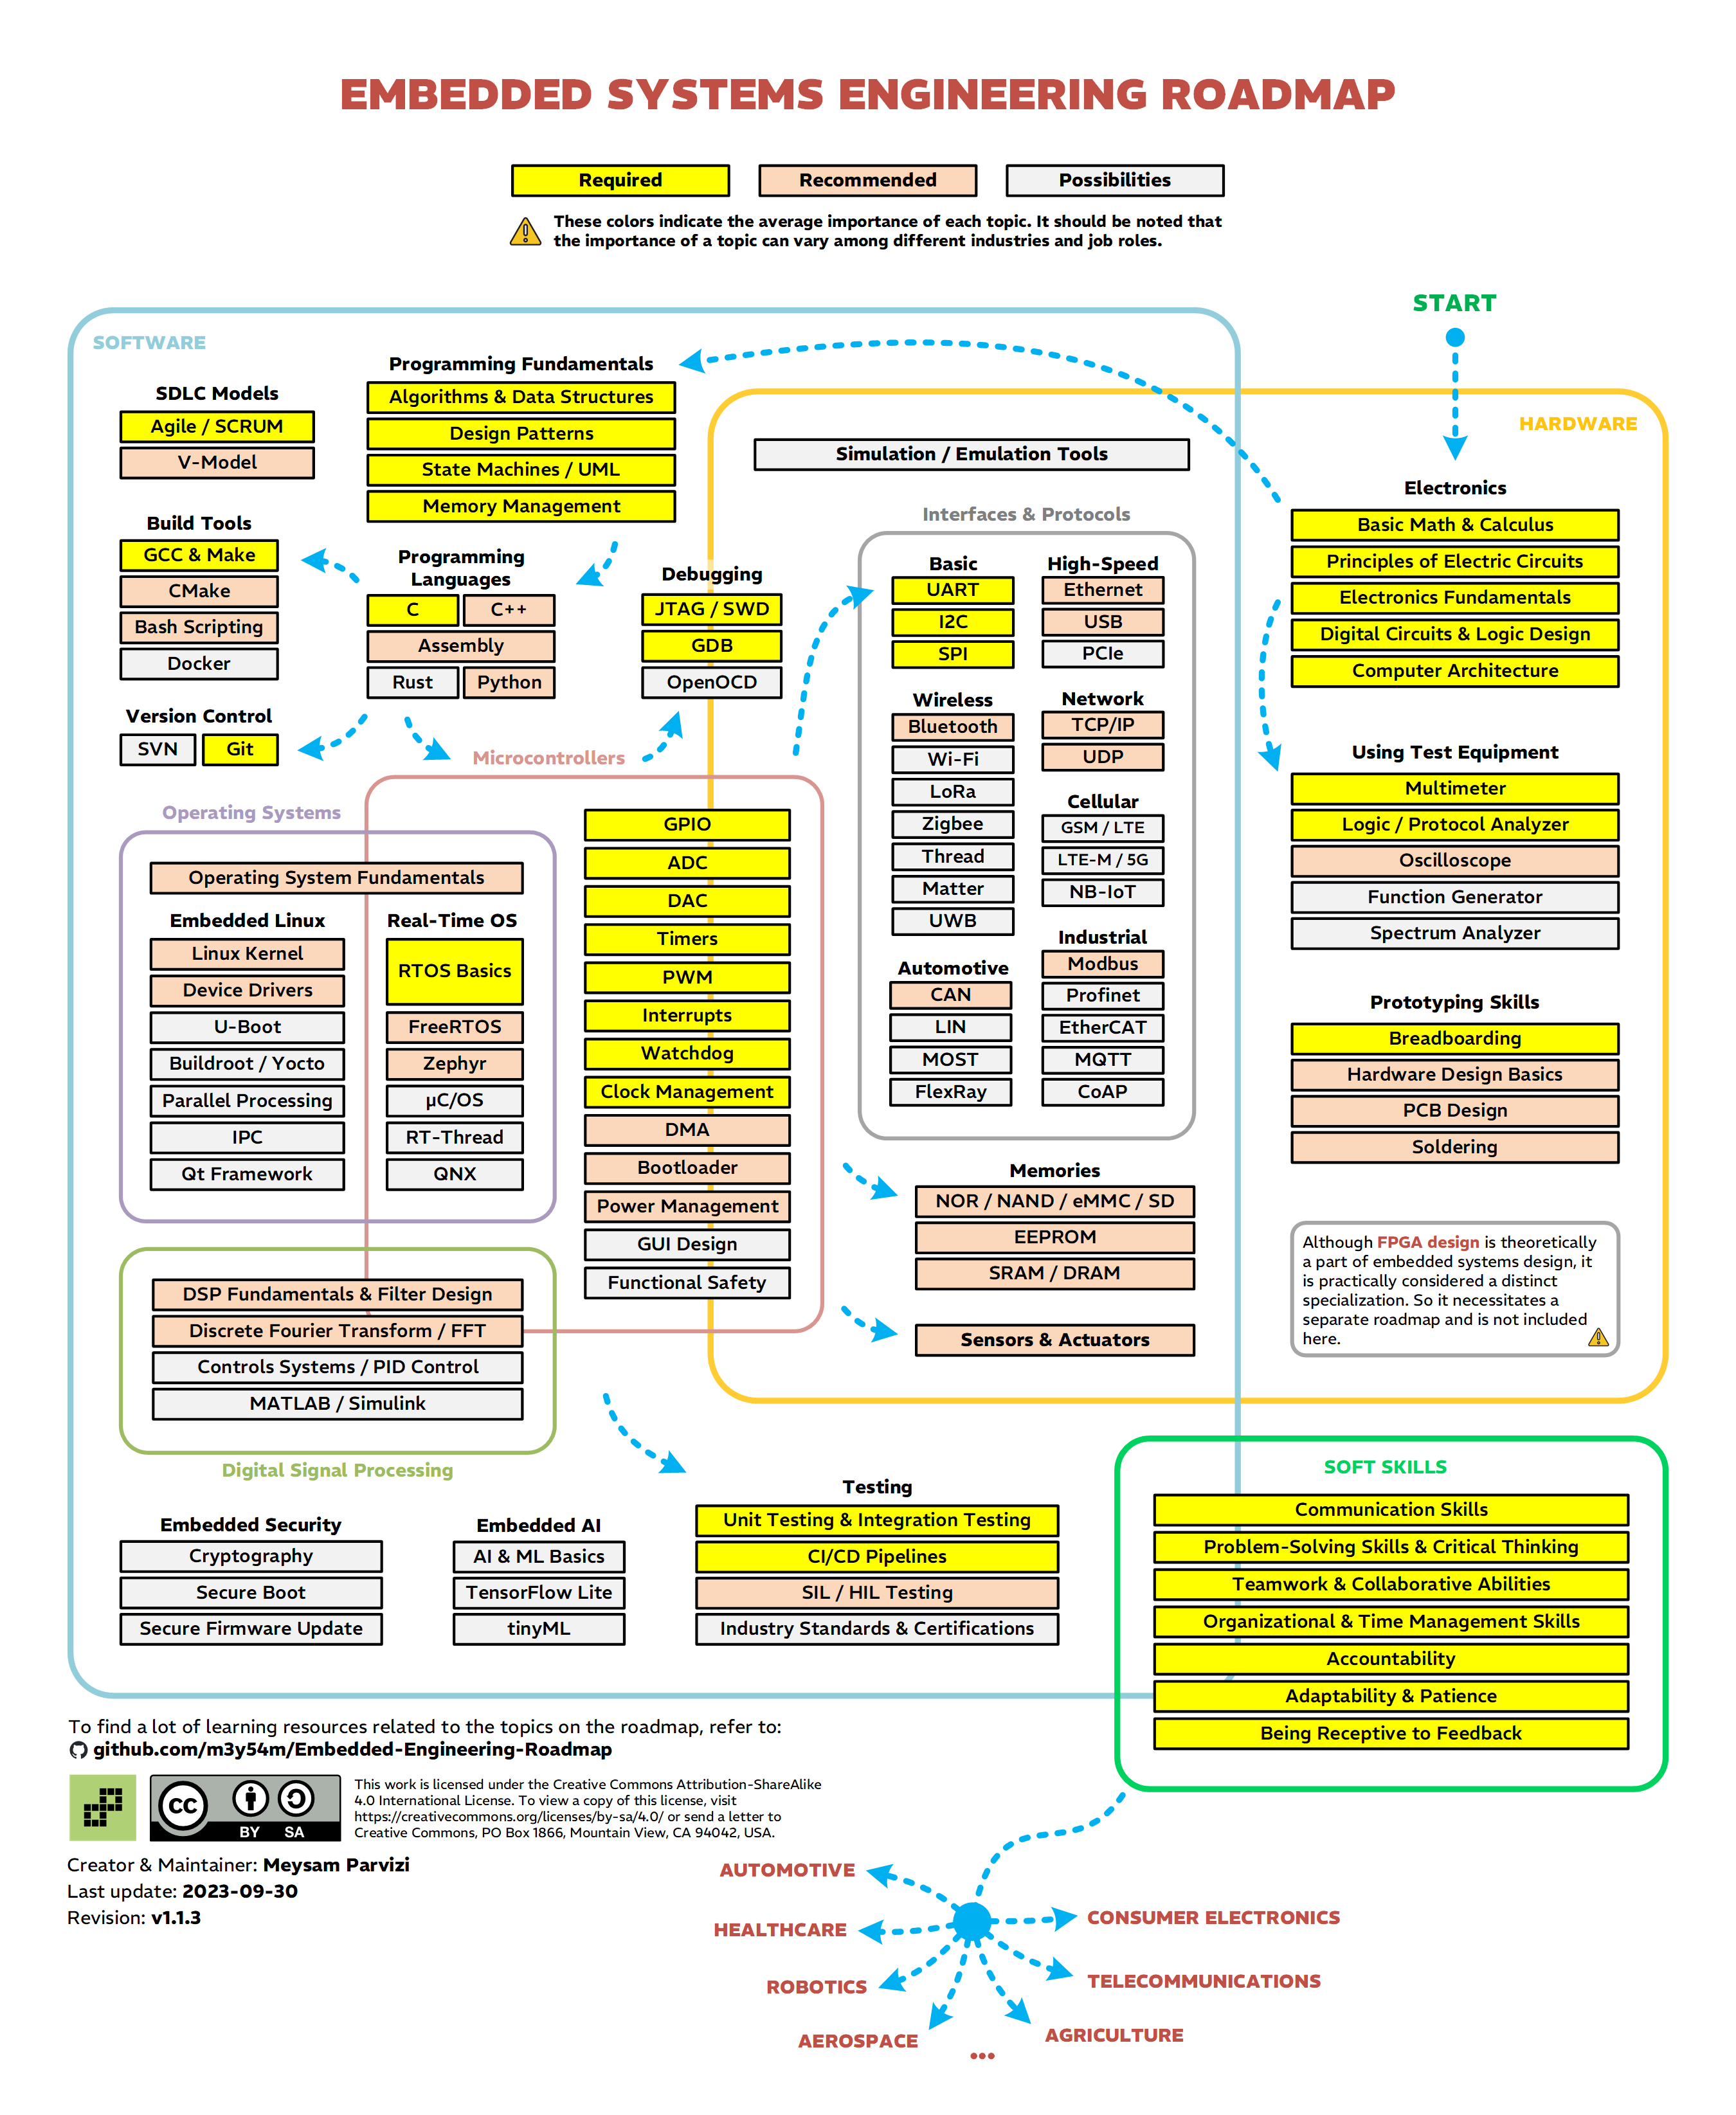 EMBEDDED SYSTEMS ENGINEERING ROADMAP
Required
Recommended
Possibilities
These colors indicate the average importance of each topic. It should be noted that
the importance of a topic can vary among different industries and job roles.
START
SOFTWARE
SDLC Models
Agile / SCRUM
V-Model
Programming Fundamentals
Algorithms & Data Structures
Design Patterns
State Machines / UML
Memory Management
Build Tools
GCC & Make
CMake
Bash Scripting
Docker
Programming
Languages
C
C++
Assembly
Rust
Python
Version Control
SVN
Git
Debugging
JTAG / SWD
GDB
OpenOCD
HARDWARE
Simulation / Emulation Tools
Interfaces & Protocols
Basic
UART
I2C
SPI
High-Speed
Ethernet
USB
PCIe
Wireless
Bluetooth
Wi-Fi
LoRa
Zigbee
Thread
Matter
UWB
Network
TCP/IP
UDP
Cellular
GSM / LTE
LTE-M / 5G
NB-IoT
Automotive
CAN
LIN
MOST
FlexRay
Industrial
Modbus
Profinet
EtherCAT
MQTT
CoAP
Electronics
Basic Math & Calculus
Principles of Electric Circuits
Electronics Fundamentals
Digital Circuits & Logic Design
Computer Architecture
Using Test Equipment
Multimeter
Logic / Protocol Analyzer
Oscilloscope
Function Generator
Spectrum Analyzer
Prototyping Skills
Breadboarding
Hardware Design Basics
PCB Design
Soldering
Although FPGA design is theoretically
a part of embedded systems design, it
is practically considered a distinct
specialization. So it necessitates a
separate roadmap and is not included
here.
Microcontrollers
GPIO
ADC
DAC
Timers
PWM
Interrupts
Watchdog
Clock Management
DMA
Bootloader
Power Management
GUI Design
Functional Safety
Operating Systems
Operating System Fundamentals
Embedded Linux
Linux Kernel
Device Drivers
U-Boot
Buildroot / Yocto
Parallel Processing
IPC
Qt Framework
Real-Time OS
RTOS Basics
FreeRTOS
Zephyr
µC/OS
RT-Thread
QNX
Memories
NOR / NAND / eMMC / SD
EEPROM
SRAM / DRAM
Sensors & Actuators
DSP Fundamentals & Filter Design
Discrete Fourier Transform / FFT
Controls Systems / PID Control
MATLAB / Simulink
Digital Signal Processing
Embedded Security
Cryptography
Secure Boot
Secure Firmware Update
Embedded AI
AI & ML Basics
TensorFlow Lite
tinyML
Testing
Unit Testing & Integration Testing
CI/CD Pipelines
SIL / HIL Testing
Industry Standards & Certifications
SOFT SKILLS
Communication Skills
Problem-Solving Skills & Critical Thinking
Teamwork & Collaborative Abilities
Organizational & Time Management Skills
Accountability
Adaptability & Patience
Being Receptive to Feedback
To find a lot of learning resources related to the topics on the roadmap, refer to:
github.com/m3y54m/Embedded-Engineering-Roadmap
CC
BY SA
This work is licensed under the Creative Commons Attribution-ShareAlike
4.0 International License. To view a copy of this license, visit
https://creativecommons.org/licenses/by-sa/4.0/ or send a letter to
Creative Commons, PO Box 1866, Mountain View, CA 94042, USA.
Creator & Maintainer: Meysam Parvizi
Last update: 2023-09-30
Revision: v1.1.3
AUTOMOTIVE
HEALTHCARE
ROBOTICS
AEROSPACE
...
AGRICULTURE
TELECOMMUNICATIONS
CONSUMER ELECTRONICS